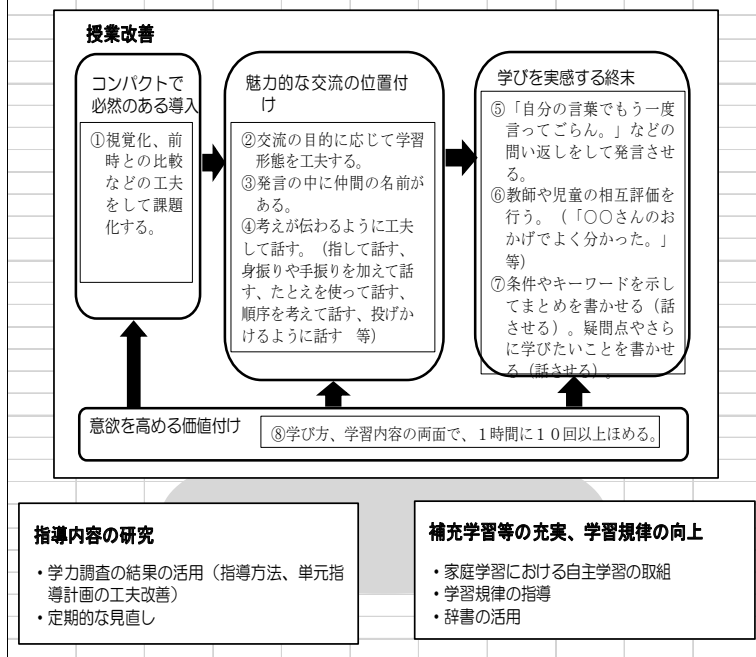 授業改善
コンパクトで
必然のある導入
①視覚化、前
時との比較
などの工夫
をして課題
化する。
魅力的な交流の位置付
け
②交流の目的に応じて学習
形態を工夫する。
③発言の中に仲間の名前が
ある。
④考えが伝わるように工夫
して話す。（指して話す、
身振りや手振りを加えて話
す、たとえを使って話す、
順序を考えて話す、投げか
けるように話す　等）
学びを実感する終末
⑤「自分の言葉でもう一度
言ってごらん。」などの
問い返しをして発言させ
る。
⑥教師や児童の相互評価を
行う。（「〇〇さんのお
かげでよく分かった。」
等）
⑦条件やキーワードを示し
てまとめを書かせる（話
させる）。疑問点やさら
に学びたいことを書かせ
る（話させる）。
意欲を高める価値付け
⑧学び方、学習内容の両面で、１時間に１０回以上ほめる。
指導内容の研究
・学力調査の結果の活用（指導方法、単元指
導計画の工夫改善）
・定期的な見直し
補充学習等の充実、学習規律の向上
・家庭学習における自主学習の取組
・学習規律の指導
・辞書の活用